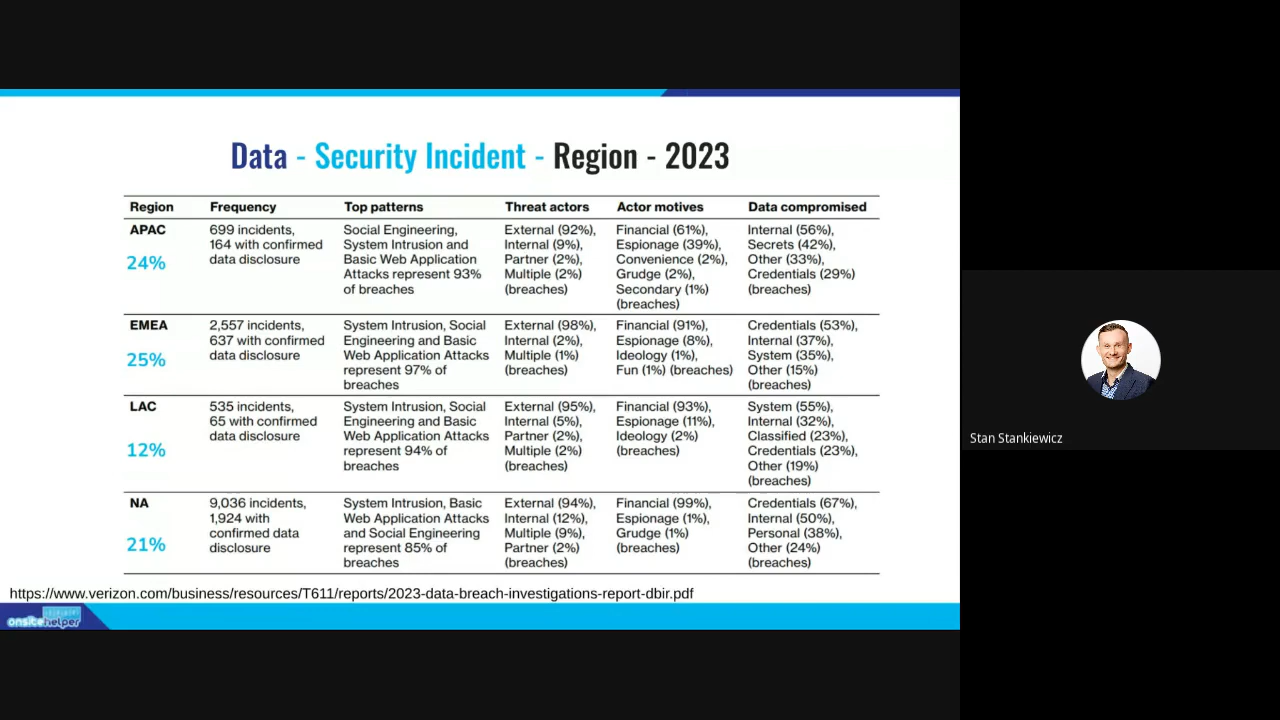 Data - Security Incident - Region - 2023
Region Frequency Top patterns Threat actors Actor motives Data compromised
APAC
24%
699 incidents,
164 with confirmed
data disclosure
Social Engineering,
System Intrusion and
Basic Web Application
Attacks represent 93%
of breaches
External (92%),
Internal (9%),
Partner (2%),
Multiple (2%)
(breaches)
Financial (61%),
Espionage (39%),
Convenience (2%),
Grudge (2%),
Secondary (1%)
(breaches)
Internal (56%),
Secrets (42%),
Other (33%),
Credentials (29%)
(breaches)
EMEA
25%
2,557 incidents,
637 with confirmed
data disclosure
System Intrusion, Social
Engineering and Basic
Web Application Attacks
represent 97% of
breaches
External (98%),
Internal (2%),
Multiple (1%)
(breaches)
Financial (91%),
Espionage (8%),
Ideology (1%),
Fun (1%) (breaches)
Credentials (53%),
Internal (37%),
System (35%),
Other (15%)
(breaches)
LAC
12%
535 incidents,
65 with confirmed
data disclosure
System Intrusion, Social
Engineering and Basic
Web Application Attacks
represent 94% of
breaches
External (95%),
Internal (5%),
Partner (2%),
Multiple (2%)
(breaches)
Financial (93%),
Espionage (11%),
Ideology (2%)
(breaches)
System (55%),
Internal (32%),
Classified (23%),
Credentials (23%),
Other (19%)
(breaches)
NA
21%
9,036 incidents,
1,924 with
confirmed data
disclosure
System Intrusion, Basic
Web Application Attacks
and Social Engineering
represent 85% of
breaches
External (94%),
Internal (12%),
Multiple (9%),
Partner (2%)
(breaches)
Financial (99%),
Espionage (1%),
Grudge (1%)
(breaches)
Credentials (67%),
Internal (50%),
Personal (38%),
Other (24%)
(breaches)
https://www.verizon.com/business/resources/T611/reports/2023-data-breach-investigations-report-dbir.pdf
onsitehelper
Stan Stankiewicz